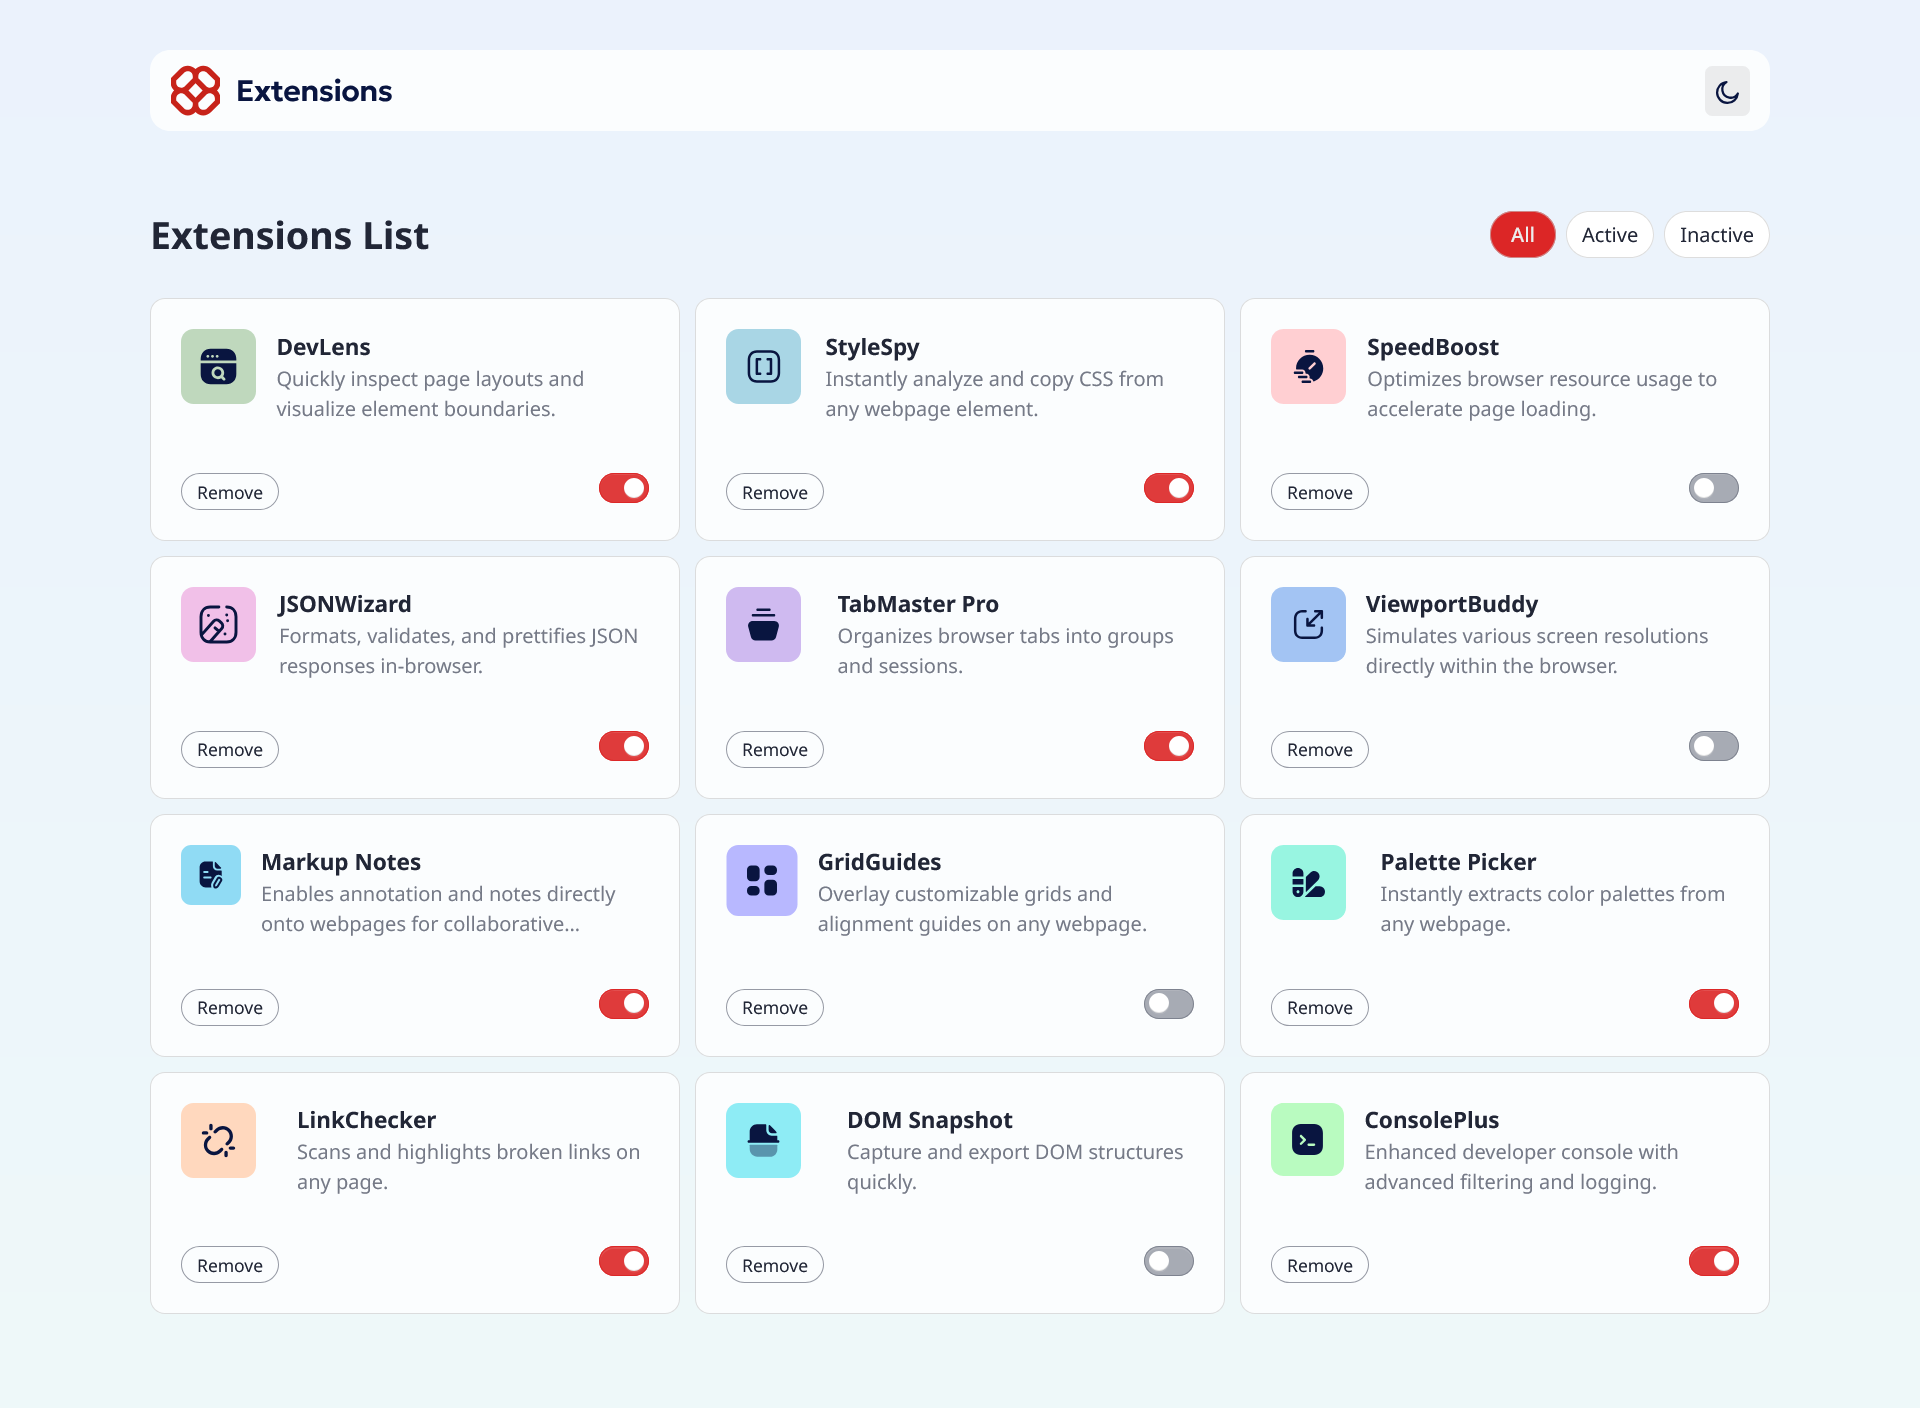 Extensions
Extensions List
All
Active
Inactive
DevLens
Quickly inspect page layouts and
visualize element boundaries.
Remove
StyleSpy
Instantly analyze and copy CSS from
any webpage element.
Remove
SpeedBoost
Optimizes browser resource usage to
accelerate page loading.
Remove
JSONWizard
Formats, validates, and prettifies JSON
responses in-browser.
Remove
TabMaster Pro
Organizes browser tabs into groups
and sessions.
Remove
ViewportBuddy
Simulates various screen resolutions
directly within the browser.
Remove
Markup Notes
Enables annotation and notes directly
onto webpages for collaborative...
Remove
GridGuides
Overlay customizable grids and
alignment guides on any webpage.
Remove
Palette Picker
Instantly extracts color palettes from
any webpage.
Remove
LinkChecker
Scans and highlights broken links on
any page.
Remove
DOM Snapshot
Capture and export DOM structures
quickly.
Remove
ConsolePlus
Enhanced developer console with
advanced filtering and logging.
Remove